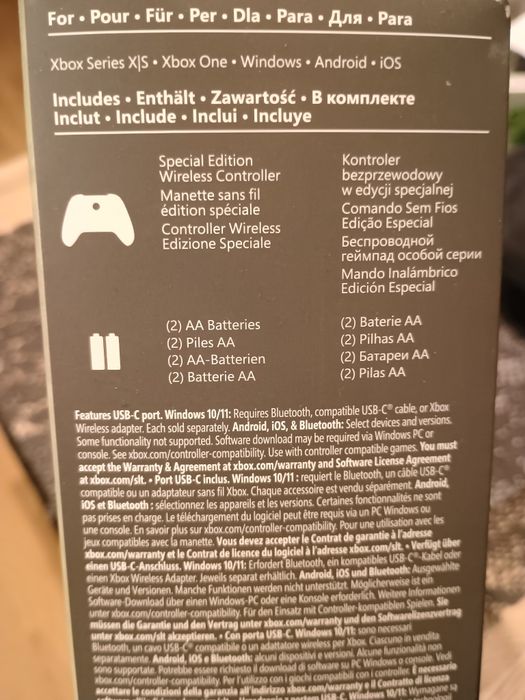 For • Pour • Für • Per • Dla • Para • Для • Para
Xbox Series X|S • Xbox One • Windows • Android • iOS
Includes • Enthält • Zawartość • В комплекте
Inclut • Include • Inclui • Incluye
Special Edition
Wireless Controller
Manette sans fil
édition spéciale
Controller Wireless
Edizione Speciale
Kontroler
bezprzewodowy
w edycji specjalnej
Comando Sem Fios
Edição Especial
Беспроводной
геймпад особой серии
Mando Inalámbrico
Edición Especial
(2) AA Batteries
(2) Piles AA
(2) AA-Batterien
(2) Batterie AA
(2) Baterie AA
(2) Pilhas AA
(2) Батареи AA
(2) Pilas AA
Features USB-C port. Windows 10/11: Requires Bluetooth, compatible USB-C® cable, or Xbox
Wireless adapter. Each sold separately. Android, iOS, & Bluetooth: Select devices and versions.
Some functionality not supported. Software download may be required via Windows PC or
console. See xbox.com/controller-compatibility. Use with controller compatible games. You must
accept the Warranty & Agreement at xbox.com/warranty and Software License Agreement
at xbox.com/slt. • Port USB-C inclus. Windows 10/11 : requiert le Bluetooth, un câble USB-C®
compatible ou un adaptateur sans fil Xbox. Chaque accessoire est vendu séparément. Android,
iOS et Bluetooth : sélectionnez les appareils et les versions. Certaines fonctionnalités ne sont
pas prises en charge. Le téléchargement du logiciel peut être requis via un PC Windows ou
une console. En savoir plus sur xbox.com/controller-compatibility. Pour une utilisation avec les
jeux compatibles avec la manette. Vous devez accepter le Contrat de garantie à l'adresse
xbox.com/warranty et le Contrat de licence du logiciel à l'adresse xbox.com/slt. • Verfügt über
einen USB-C-Anschluss. Windows 10/11: Erfordert Bluetooth, ein kompatibles USB-C®-Kabel oder
einen Xbox Wireless Adapter. Jeweils separat erhältlich. Android, iOS und Bluetooth: Ausgewählte
Geräte und Versionen. Manche Funktionen werden nicht unterstützt. Möglicherweise ist ein
Software-Download über einen Windows-PC oder eine Konsole erforderlich. Weitere Informationen
unter xbox.com/controller-compatibility. Für den Einsatz mit Controller-kompatiblen Spielen. Sie
müssen die Garantie und den Vertrag unter xbox.com/warranty und den Softwarelizenzvertrag
unter xbox.com/slt akzeptieren. • Con porta USB-C. Windows 10/11: sono necessari
Bluetooth, un cavo USB-C® compatibile o un adattatore wireless per Xbox. Ciascuno in vendita
separatamente. Android, iOS e Bluetooth: alcuni dispositivi e versioni. Alcune funzionalità non
sono supportate. Potrebbe essere richiesto il download di software su PC Windows o console. Vedi
xbox.com/controller-compatibility. Per l'utilizzo con i giochi compatibili con i controller. È necessario
accettare le condizioni della garanzia all'indirizzo xbox.com/warranty e il Contratto di licenza